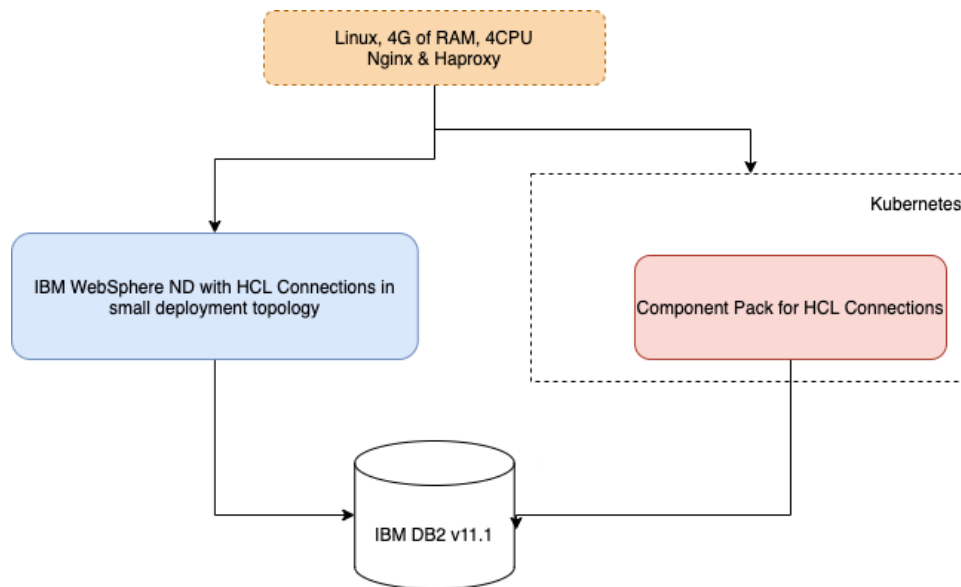 Linux, 4G of RAM, 4CPU
Nginx & Haproxy
Kubernetes
IBM WebSphere ND with HCL Connections in
small deployment topology
Component Pack for HCL Connections
IBM DB2 v11.1